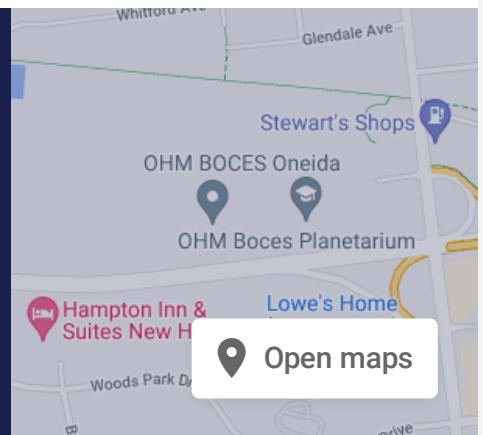 Whitford Ave
Glendale Ave
Stewart's Shops
OHM BOCES Oneida
OHM Boces Planetarium
Hampton Inn &
Suites New H
Lowe's Home
Open maps
Woods Park D
B
Drive